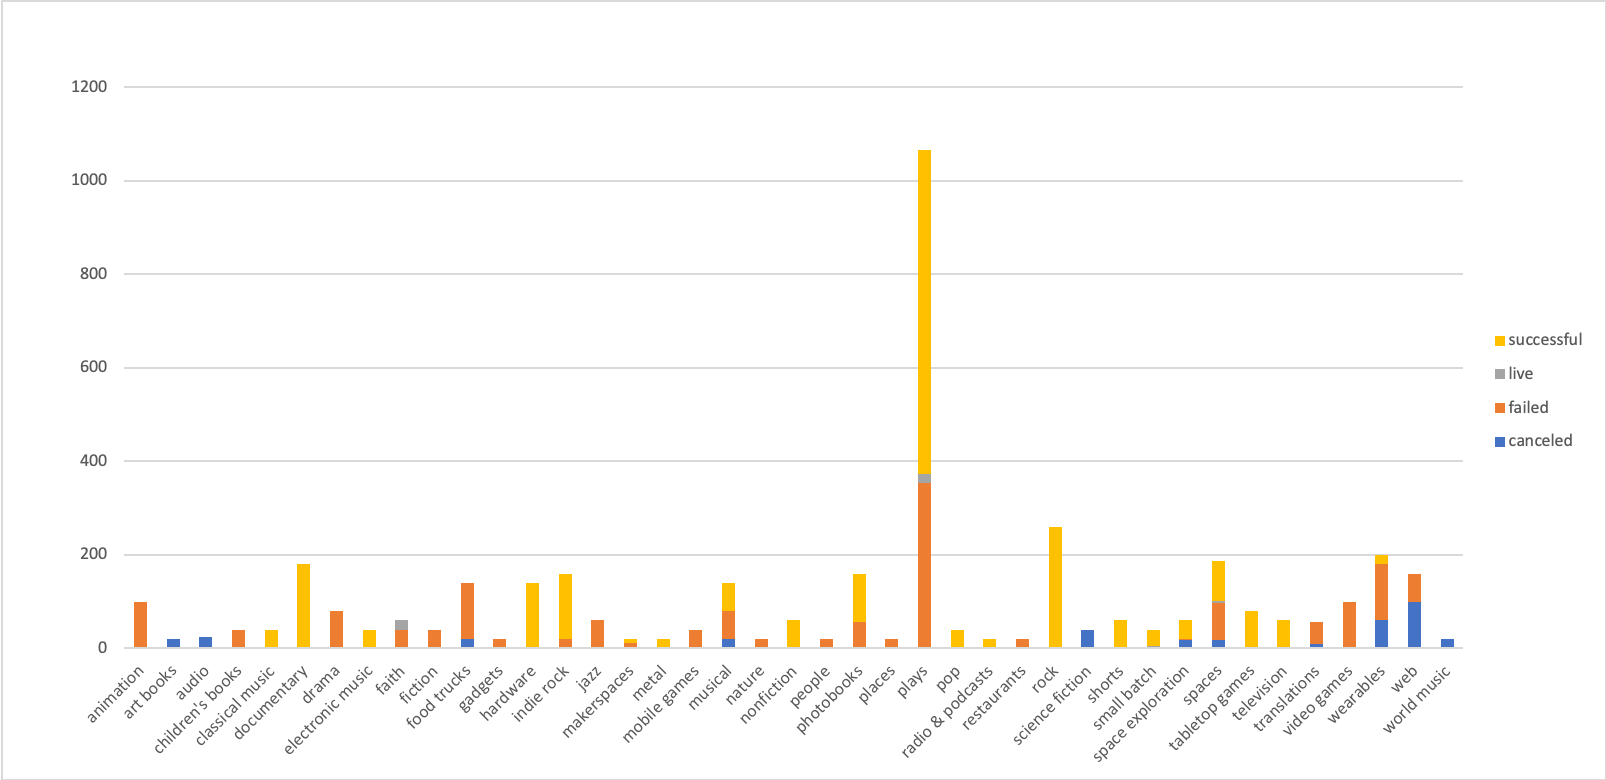 1200
1000
800
600
400
200
0
animation
art books
audio
children's books
classical music
documentary
drama
electronic music
faith
fiction
food trucks
gadgets
hardware
indie rock
jazz
makerspaces
metal
mobile games
musical
nature
nonfiction
people
photobooks
places
plays
pop
radio & podcasts
restaurants
rock
science fiction
shorts
small batch
space exploration
spaces
tabletop games
television
translations
video games
wearables
web
world music
successful
live
failed
canceled